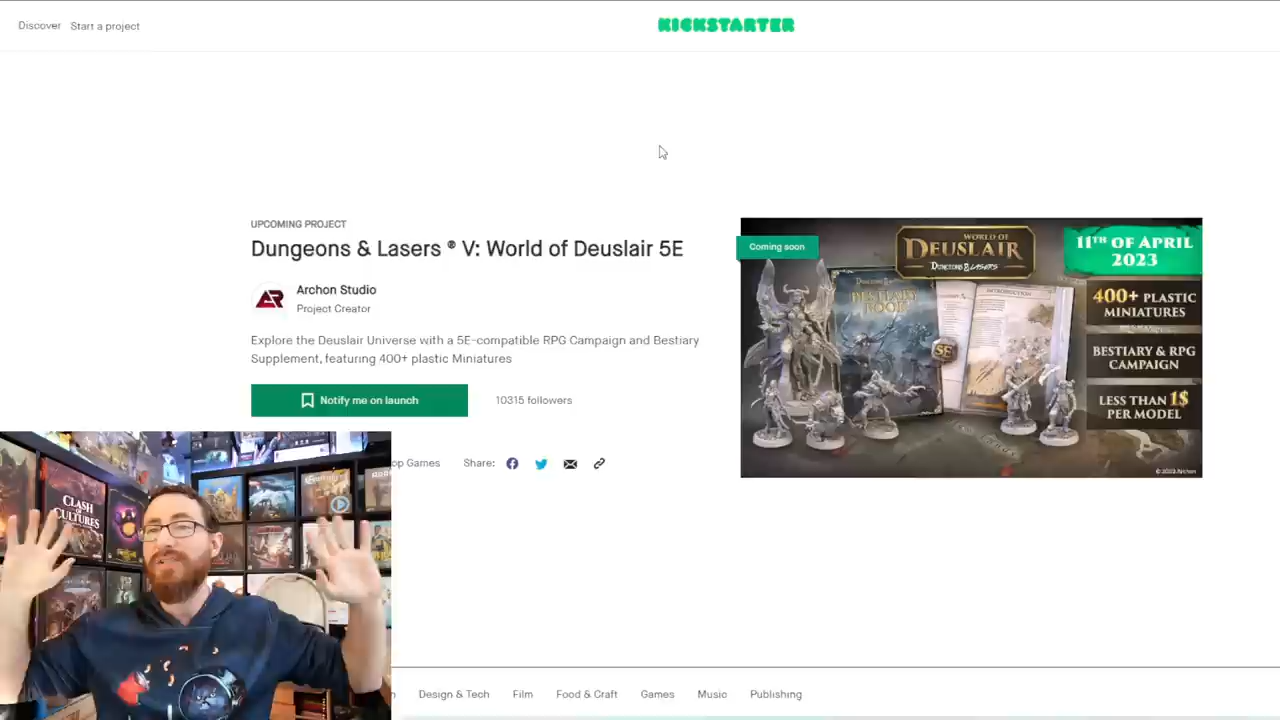 Discover Start a project
KICKSTARTER
UPCOMING PROJECT
Dungeons & Lasers ® V: World of Deuslair 5E
Archon Studio
Project Creator
Explore the Deuslair Universe with a 5E-compatible RPG Campaign and Bestiary
Supplement, featuring 400+ plastic Miniatures
Notify me on launch
10315 followers
op Games
Share:
Coming soon
WORLD OF
DEUSLAIR
DUNGEONS & LASERS
11TH OF APRIL
2023
BESTIARY
TOOL
INTRODUCTION
5E
400+ PLASTIC
MINIATURES
BESTIARY & RPG
CAMPAIGN
LESS THAN 1$
PER MODEL
© 2023 Archon
CLASH
OF
CULTURES
n Design & Tech Film Food & Craft Games Music Publishing